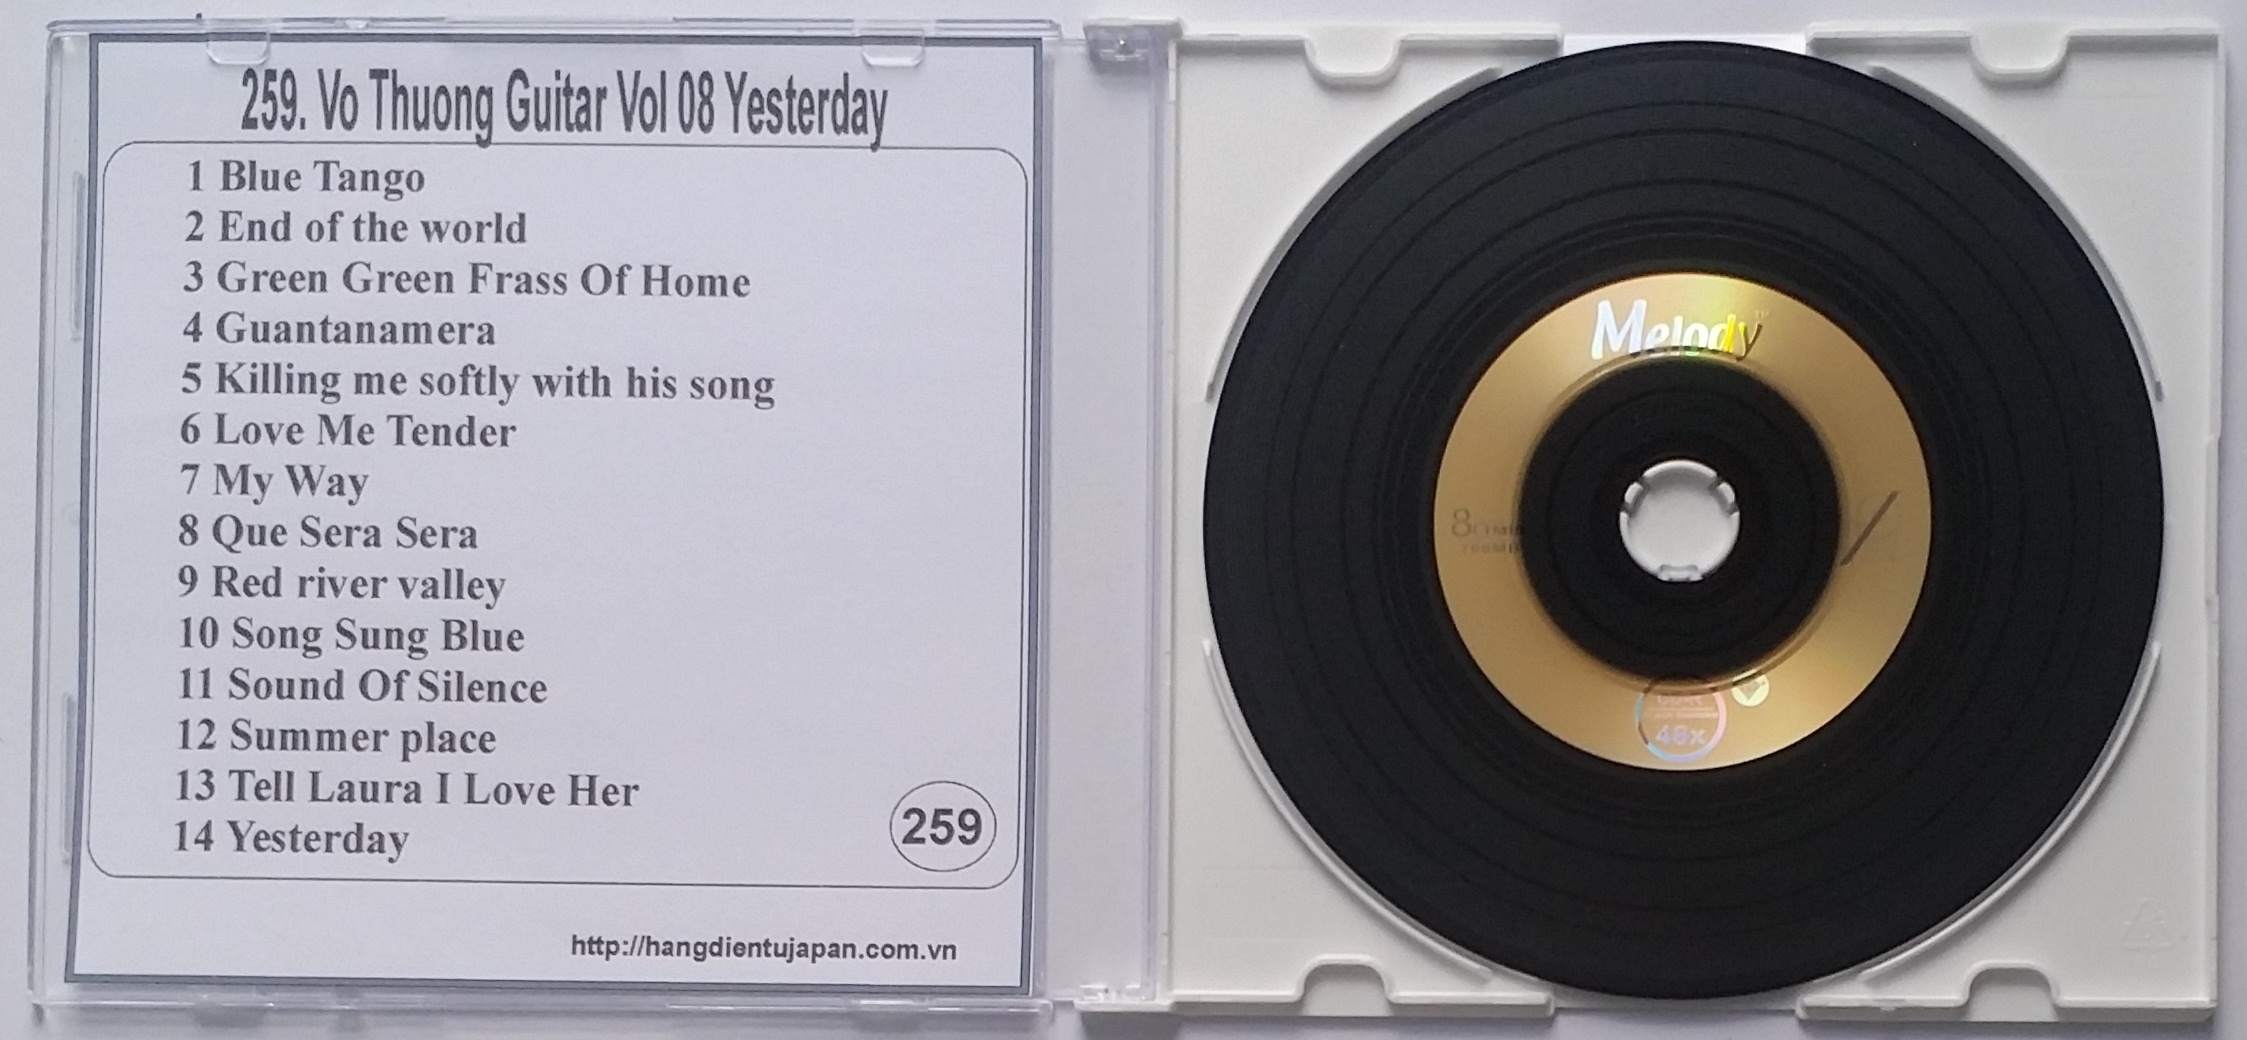 259. Vo Thuong Guitar Vol 08 Yesterday
1 Blue Tango
2 End of the world
3 Green Green Frass Of Home
4 Guantanamera
5 Killing me softly with his song
6 Love Me Tender
7 My Way
8 Que Sera Sera
9 Red river valley
10 Song Sung Blue
11 Sound Of Silence
12 Summer place
13 Tell Laura I Love Her
14 Yesterday
259
http://hangdientujapan.com.vn
Melody™
48x